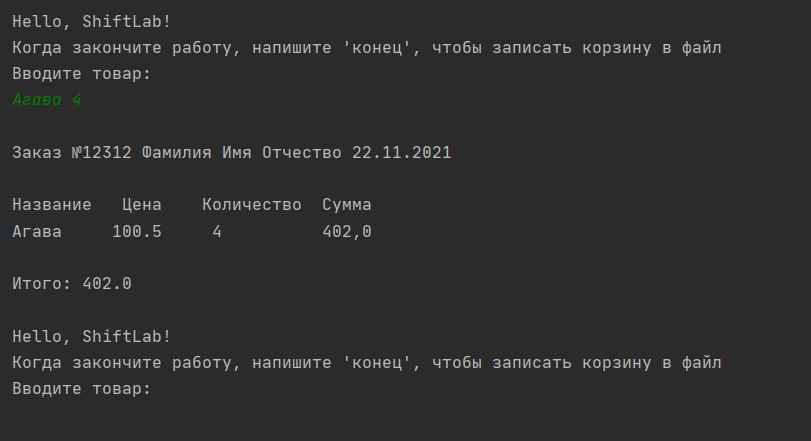 Hello, ShiftLab!
Когда закончите работу, напишите 'конец', чтобы записать корзину в файл
Вводите товар:
Агава 4
Заказ №12312 Фамилия Имя Отчество 22.11.2021
Название Цена Количество Сумма
Агава 100.5 4 402,0
Итого: 402.0
Hello, ShiftLab!
Когда закончите работу, напишите 'конец', чтобы записать корзину в файл
Вводите товар: